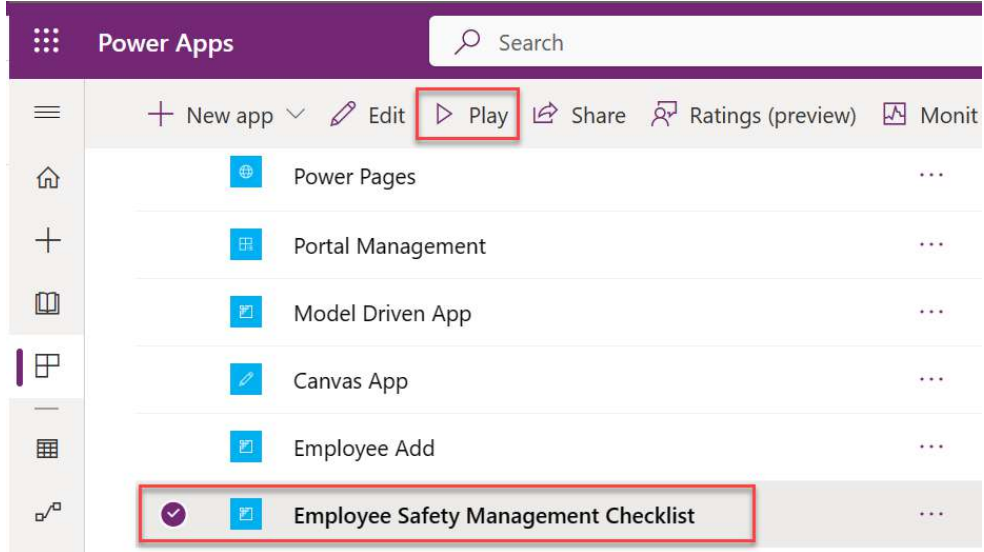 Power Apps
Search
New app
Edit
Play
Share
Ratings (preview)
Monit
Power Pages
Portal Management
Model Driven App
Canvas App
Employee Add
Employee Safety Management Checklist